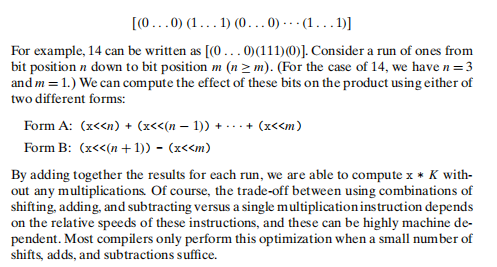 [(0 . . . 0) (1 . . . 1) (0 . . . 0) · · · (1 . . . 1)]
For example, 14 can be written as [(0 . . . 0)(111)(0)]. Consider a run of ones from
bit position n down to bit position m (n ≥ m). (For the case of 14, we have n = 3
and m = 1.) We can compute the effect of these bits on the product using either of
two different forms:
Form A: (x<<n) + (x<<(n − 1)) + · · · + (x<<m)
Form B: (x<<(n + 1)) - (x<<m)
By adding together the results for each run, we are able to compute x * K with-
out any multiplications. Of course, the trade-off between using combinations of
shifting, adding, and subtracting versus a single multiplication instruction depends
on the relative speeds of these instructions, and these can be highly machine de-
pendent. Most compilers only perform this optimization when a small number of
shifts, adds, and subtractions suffice.